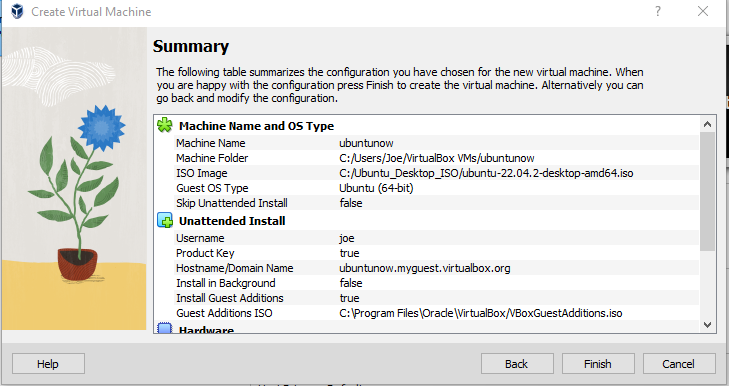 Create Virtual Machine
?
Summary
The following table summarizes the configuration you have chosen for the new virtual machine. When
you are happy with the configuration press Finish to create the virtual machine. Alternatively you can
go back and modify the configuration.
Machine Name and OS Type
Machine Name ubuntunow
Machine Folder C:/Users/Joe/VirtualBox VMs/ubuntunow
ISO Image C:/Ubuntu_Desktop_ISO/ubuntu-22.04.2-desktop-amd64.iso
Guest OS Type Ubuntu (64-bit)
Skip Unattended Install false
Unattended Install
Username joe
Product Key true
Hostname/Domain Name ubuntunow.myguest.virtualbox.org
Install in Background false
Install Guest Additions true
Guest Additions ISO C:\Program Files\Oracle\VirtualBox/VBoxGuestAdditions.iso
Hardware
Help Back Finish Cancel